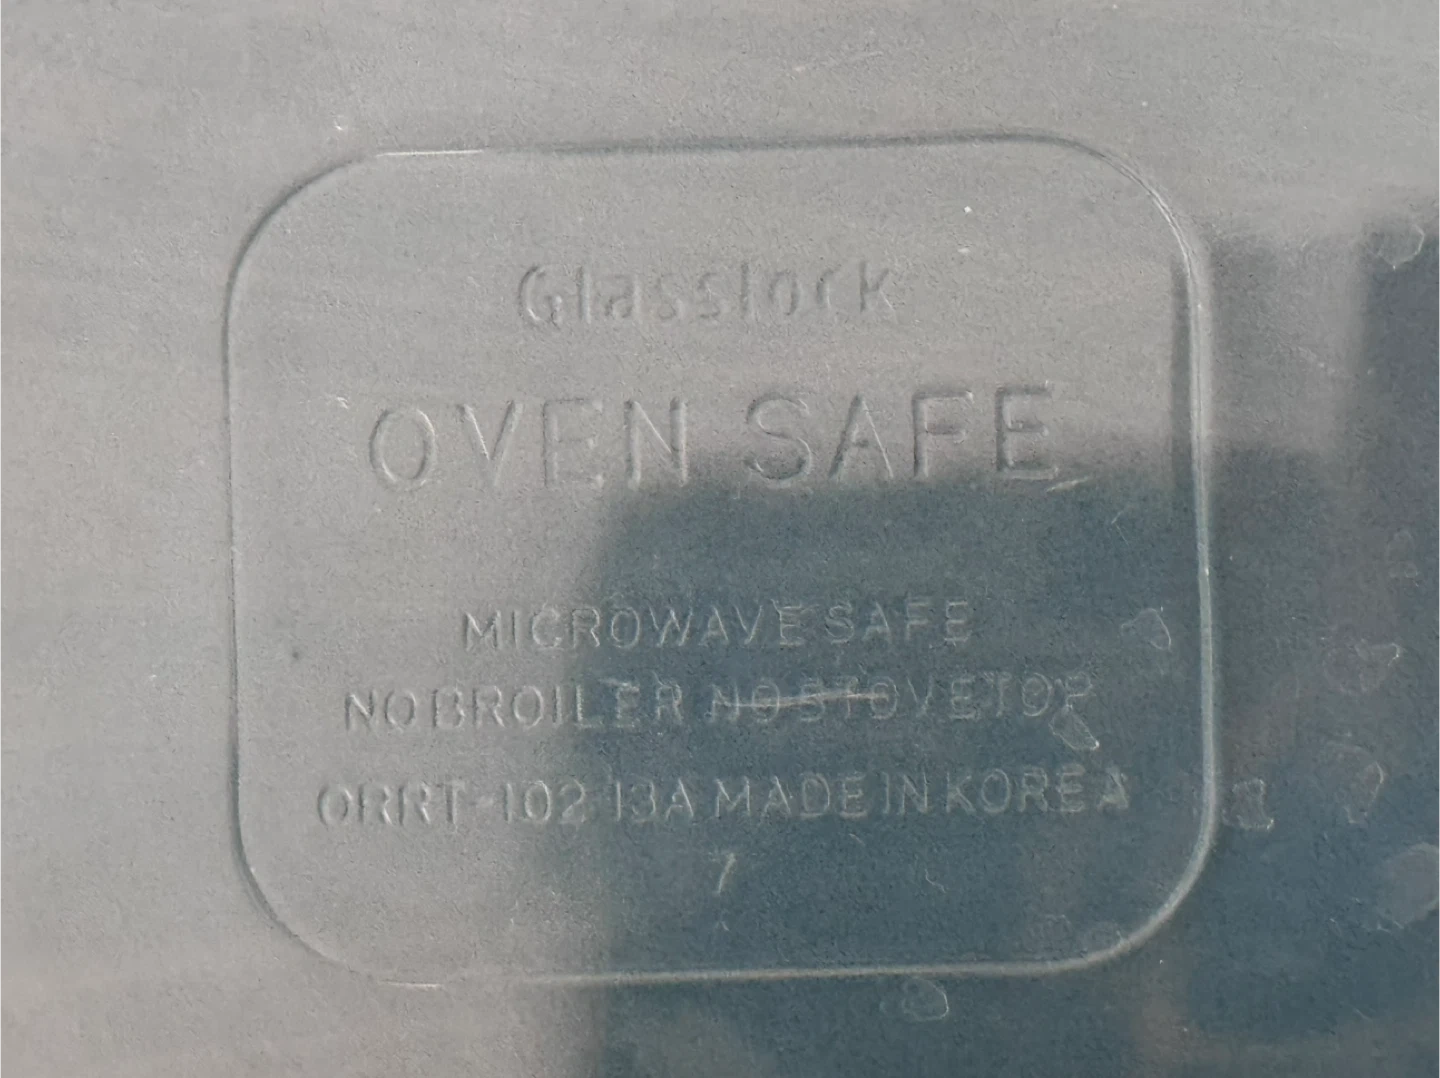 Glasslock
OVEN SAFE
MICROWAVE SAFE
NO BROILER NO STOVETOP
ORRT-102 13A MADE IN KOREA
7